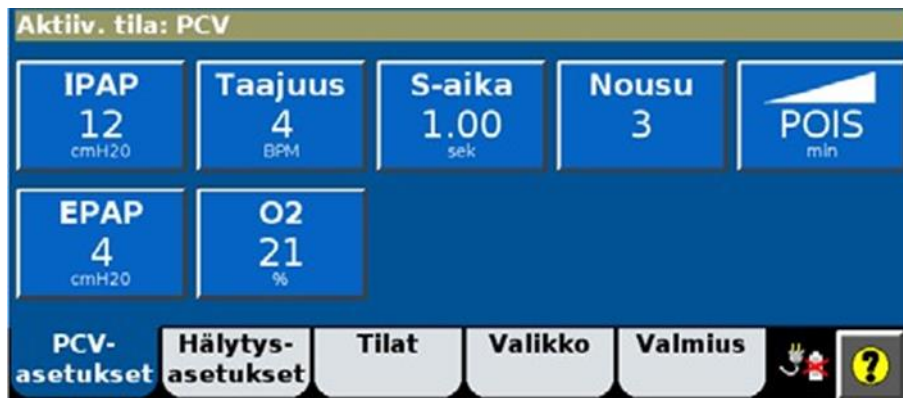 Aktiiv. tila: PCV
IPAP Taajuus S-aika Nousu
12 4 1.00 3 POIS
cmH20 BPM sek min
EPAP O2
4 21
cmH20 %
PCV- Hälytys- Tilat Valikko Valmius
asetukset asetukset ?